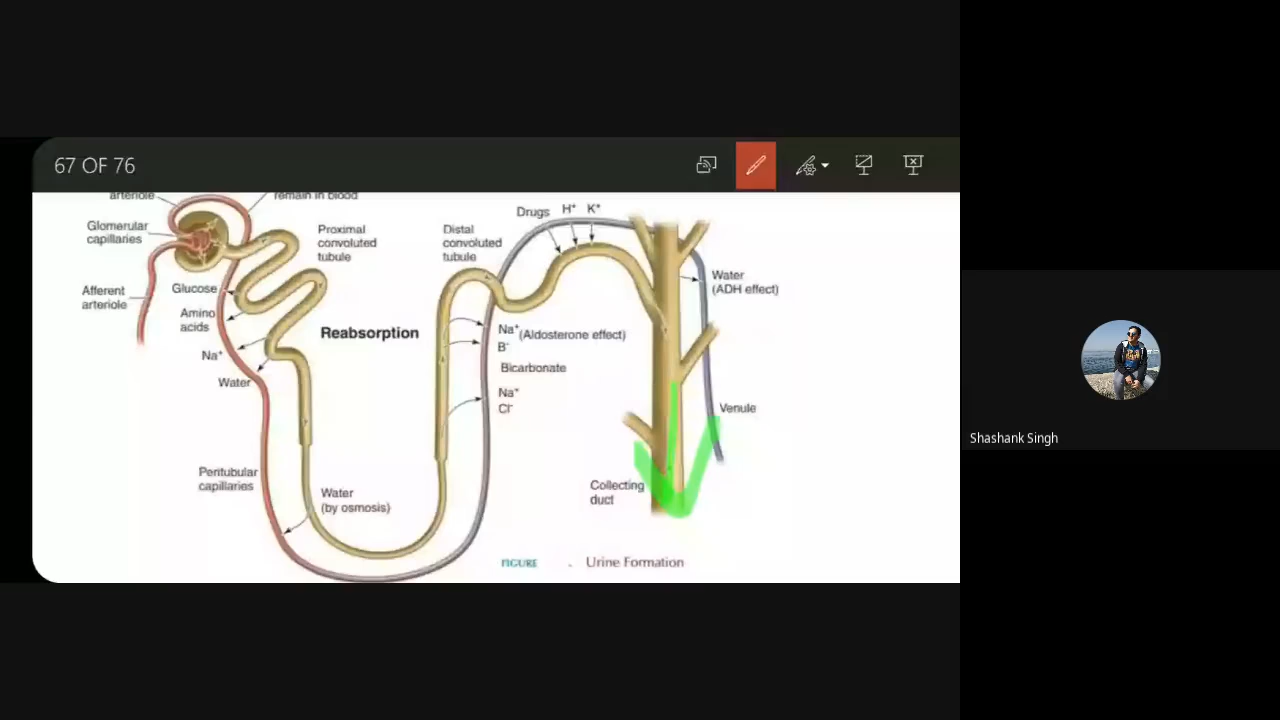 67 OF 76
arteriole
remain in blood
Glomerular
capillaries
Proximal
convoluted
tubule
Distal
convoluted
tubule
Drugs H⁺ K⁺
Water
(ADH effect)
Afferent
arteriole
Glucose
Amino
acids
Na⁺
Water
Reabsorption
Na⁺(Aldosterone effect)
B⁻
Bicarbonate
Na⁺
Cl⁻
Venule
Peritubular
capillaries
Water
(by osmosis)
Collecting
duct
FIGURE . Urine Formation
Shashank Singh